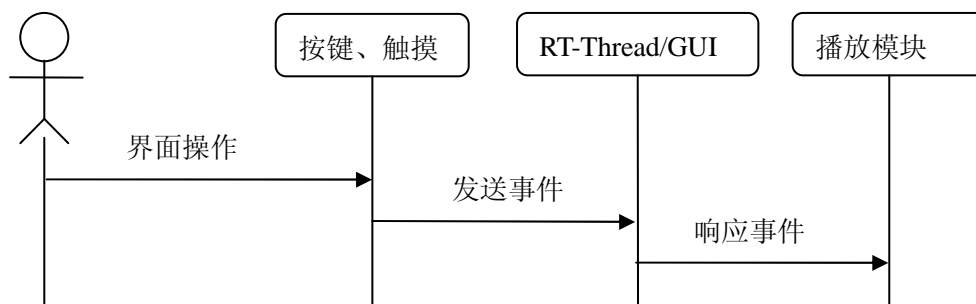 按键、触摸
RT-Thread/GUI
播放模块
界面操作
发送事件
响应事件